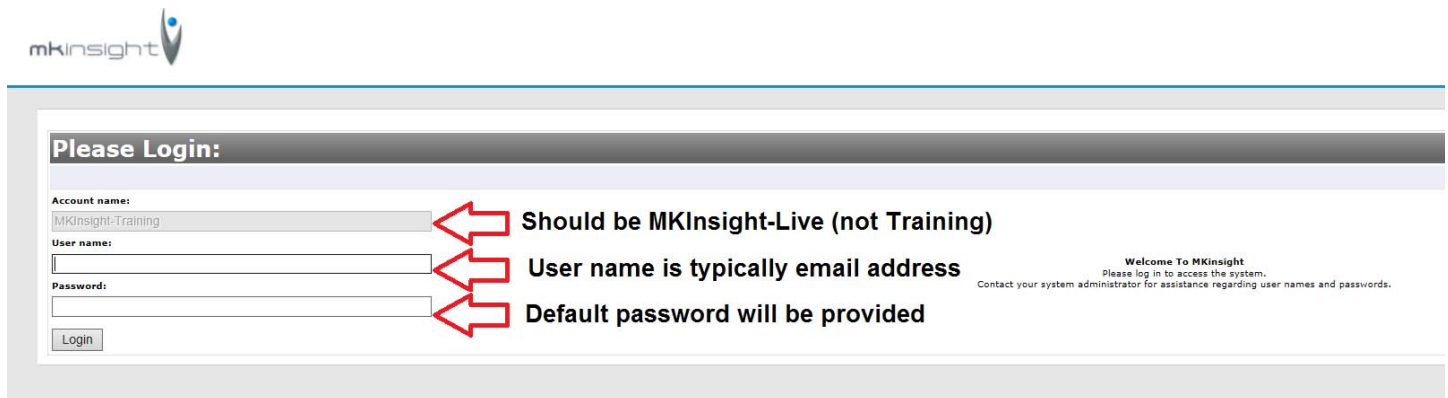 mkinsight
Please Login:
Account name:
MKInsight-Training
Should be MKInsight-Live (not Training)
User name:
User name is typically email address
Password:
Default password will be provided
Login
Welcome To MKinsight
Please log in to access the system.
Contact your system administrator for assistance regarding user names and passwords.